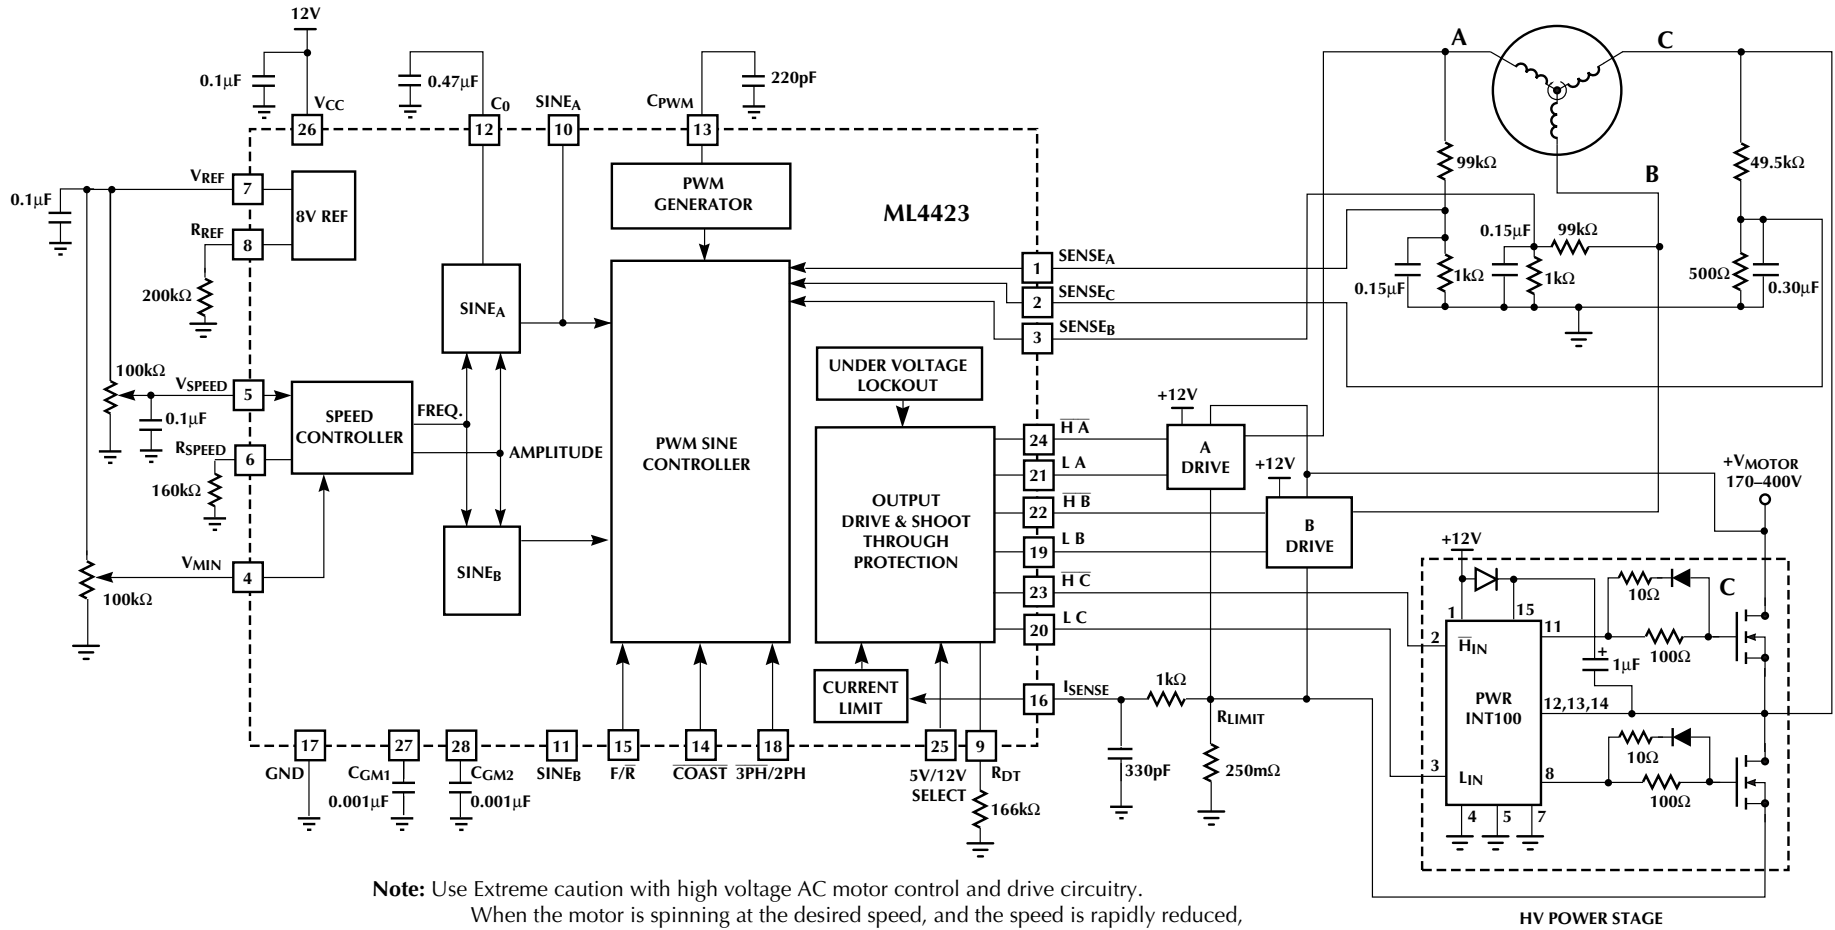 12V
0.1µF
VCC
26
0.47µF
C0
12
SINEA
10
CPWM
13
220pF
A
C
B
99kΩ
49.5kΩ
0.15µF
99kΩ
0.15µF
1kΩ
1kΩ
500Ω
0.30µF
0.1µF
VREF
7
8V REF
RREF
8
200kΩ
PWM
GENERATOR
ML4423
SINEA
1
SENSEA
2
SENSEC
3
SENSEB
100kΩ
VSPEED
5
0.1µF
RSPEED
6
160kΩ
SPEED
CONTROLLER
FREQ.
AMPLITUDE
VMIN
4
100kΩ
SINEB
PWM SINE
CONTROLLER
UNDER VOLTAGE
LOCKOUT
OUTPUT
DRIVE & SHOOT
THROUGH
PROTECTION
24
H̅ A̅
21
L A
22
H̅ B̅
19
L B
23
H̅ C̅
20
L C
+12V
A
DRIVE
+12V
B
DRIVE
+VMOTOR
170–400V
CURRENT
LIMIT
16
ISENSE
1kΩ
RLIMIT
330pF
250mΩ
+12V
1
15
2
H̅IN
11
10Ω
C
100Ω
+
1µF
PWR
INT100
12,13,14
3
LIN
8
10Ω
100Ω
4
5
7
17
GND
27
CGM1
0.001µF
28
CGM2
0.001µF
11
SINEB
15
F/R̅
14
C̅O̅A̅S̅T̅
18
3̅P̅H̅/2PH
25
5V/12V
SELECT
9
RDT
166kΩ
Note: Use Extreme caution with high voltage AC motor control and drive circuitry.
When the motor is spinning at the desired speed, and the speed is rapidly reduced,
HV POWER STAGE